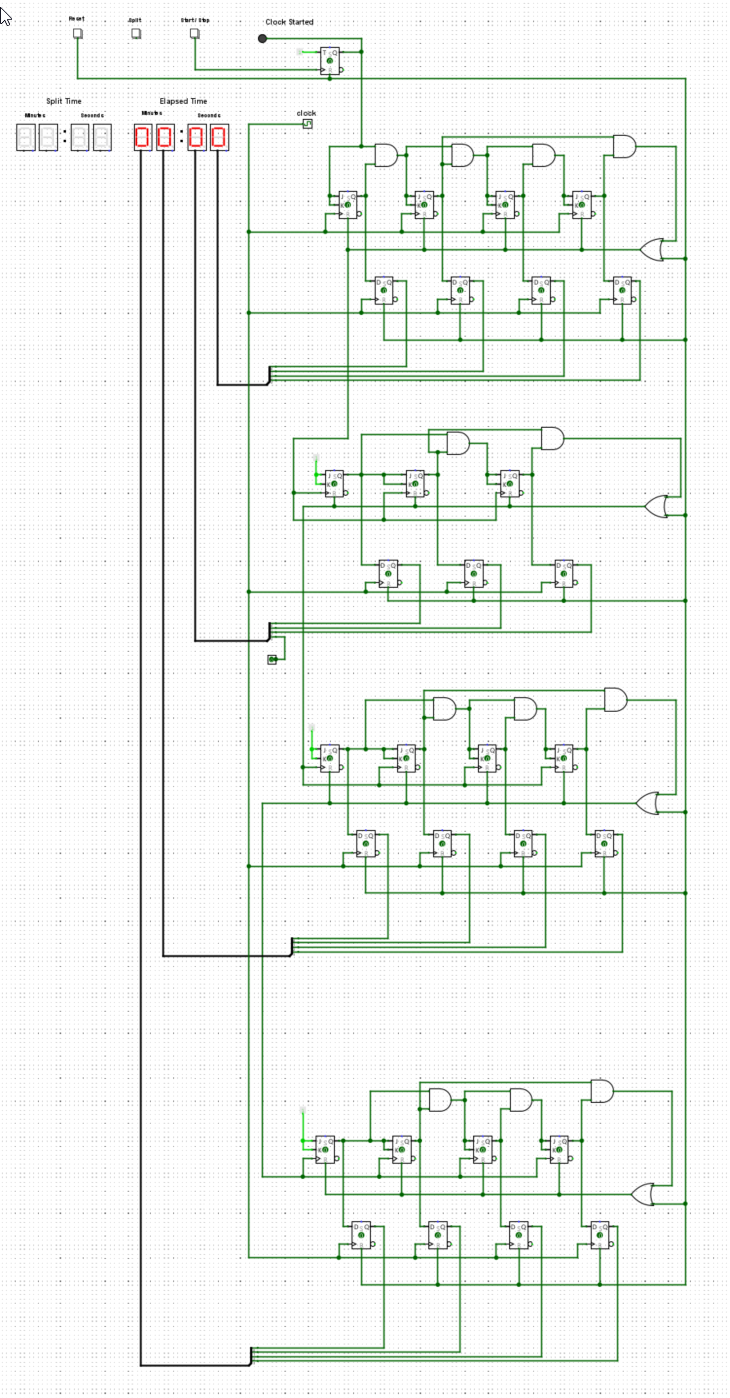 Reset Split Start/Stop Clock Started
T Q
Split Time Elapsed Time
Minutes Seconds Minutes Seconds
00:00
clock
J Q J Q J Q J Q
K K K K
D Q D Q D Q D Q
J Q J Q J Q
K K K
D Q D Q D Q
J Q J Q J Q J Q
K K K K
D Q D Q D Q D Q
J Q J Q J Q J Q
K K K K
D Q D Q D Q D Q